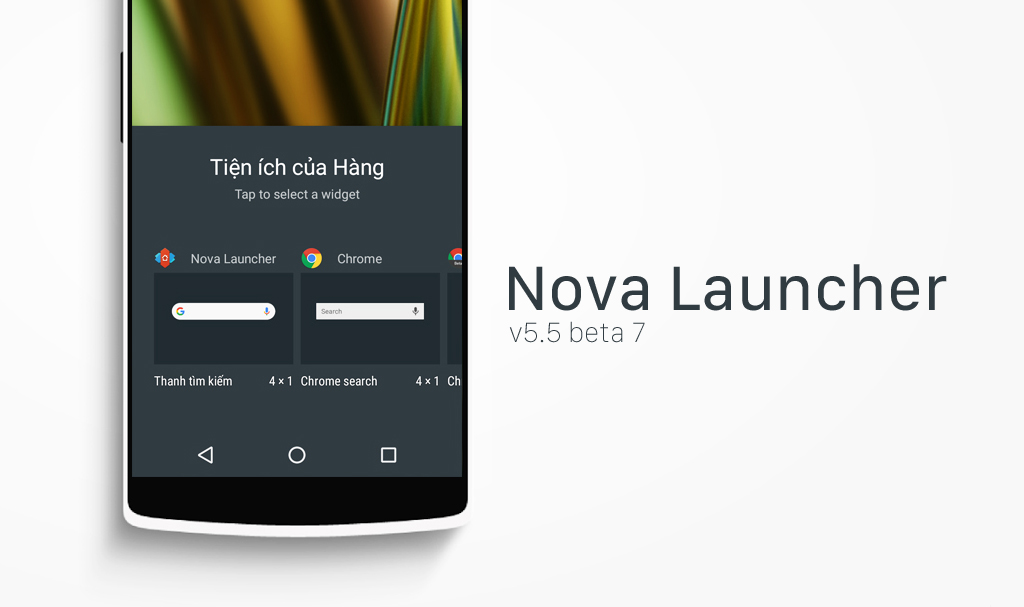 Tiện ích của Hàng
Tap to select a widget
Nova Launcher
Chrome
Search
Thanh tìm kiếm 4 × 1
Chrome search 4 × 1
Ch
Nova Launcher
v5.5 beta 7